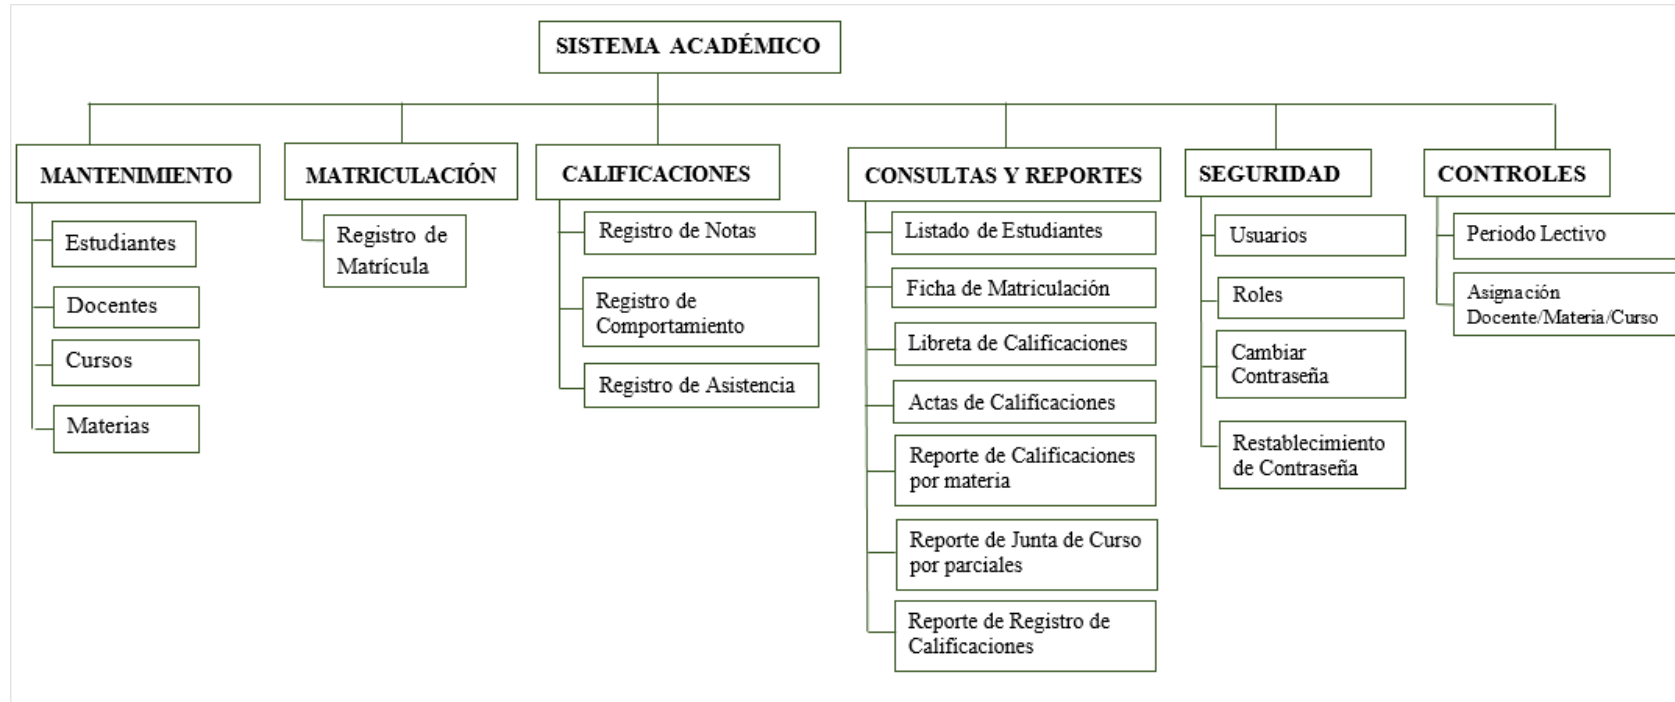 SISTEMA ACADÉMICO
MANTENIMIENTO
Estudiantes
Docentes
Cursos
Materias
MATRICULACIÓN
Registro de
Matrícula
CALIFICACIONES
Registro de Notas
Registro de
Comportamiento
Registro de Asistencia
CONSULTAS Y REPORTES
Listado de Estudiantes
Ficha de Matriculación
Libreta de Calificaciones
Actas de Calificaciones
Reporte de Calificaciones
por materia
Reporte de Junta de Curso
por parciales
Reporte de Registro de
Calificaciones
SEGURIDAD
Usuarios
Roles
Cambiar
Contraseña
Restablecimiento
de Contraseña
CONTROLES
Periodo Lectivo
Asignación
Docente/Materia/Curso